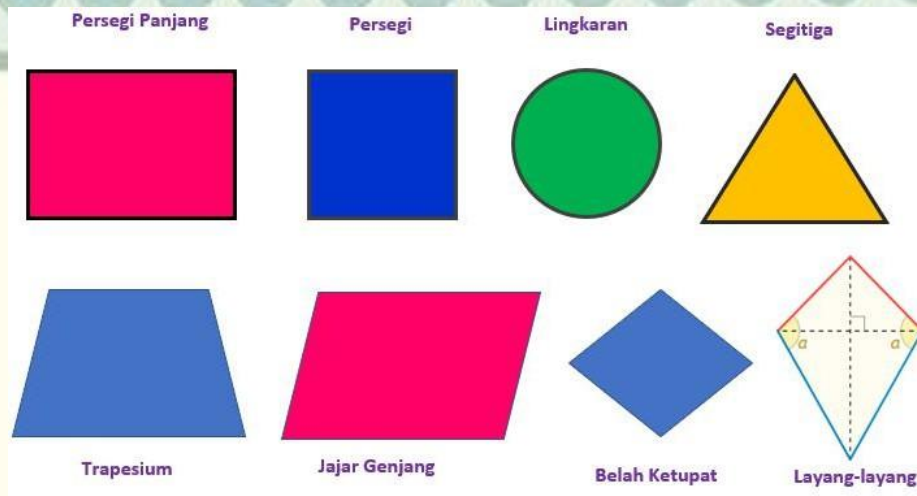 Persegi Panjang
Persegi
Lingkaran
Segitiga
a
a
Trapesium
Jajar Genjang
Belah Ketupat
Layang-layang